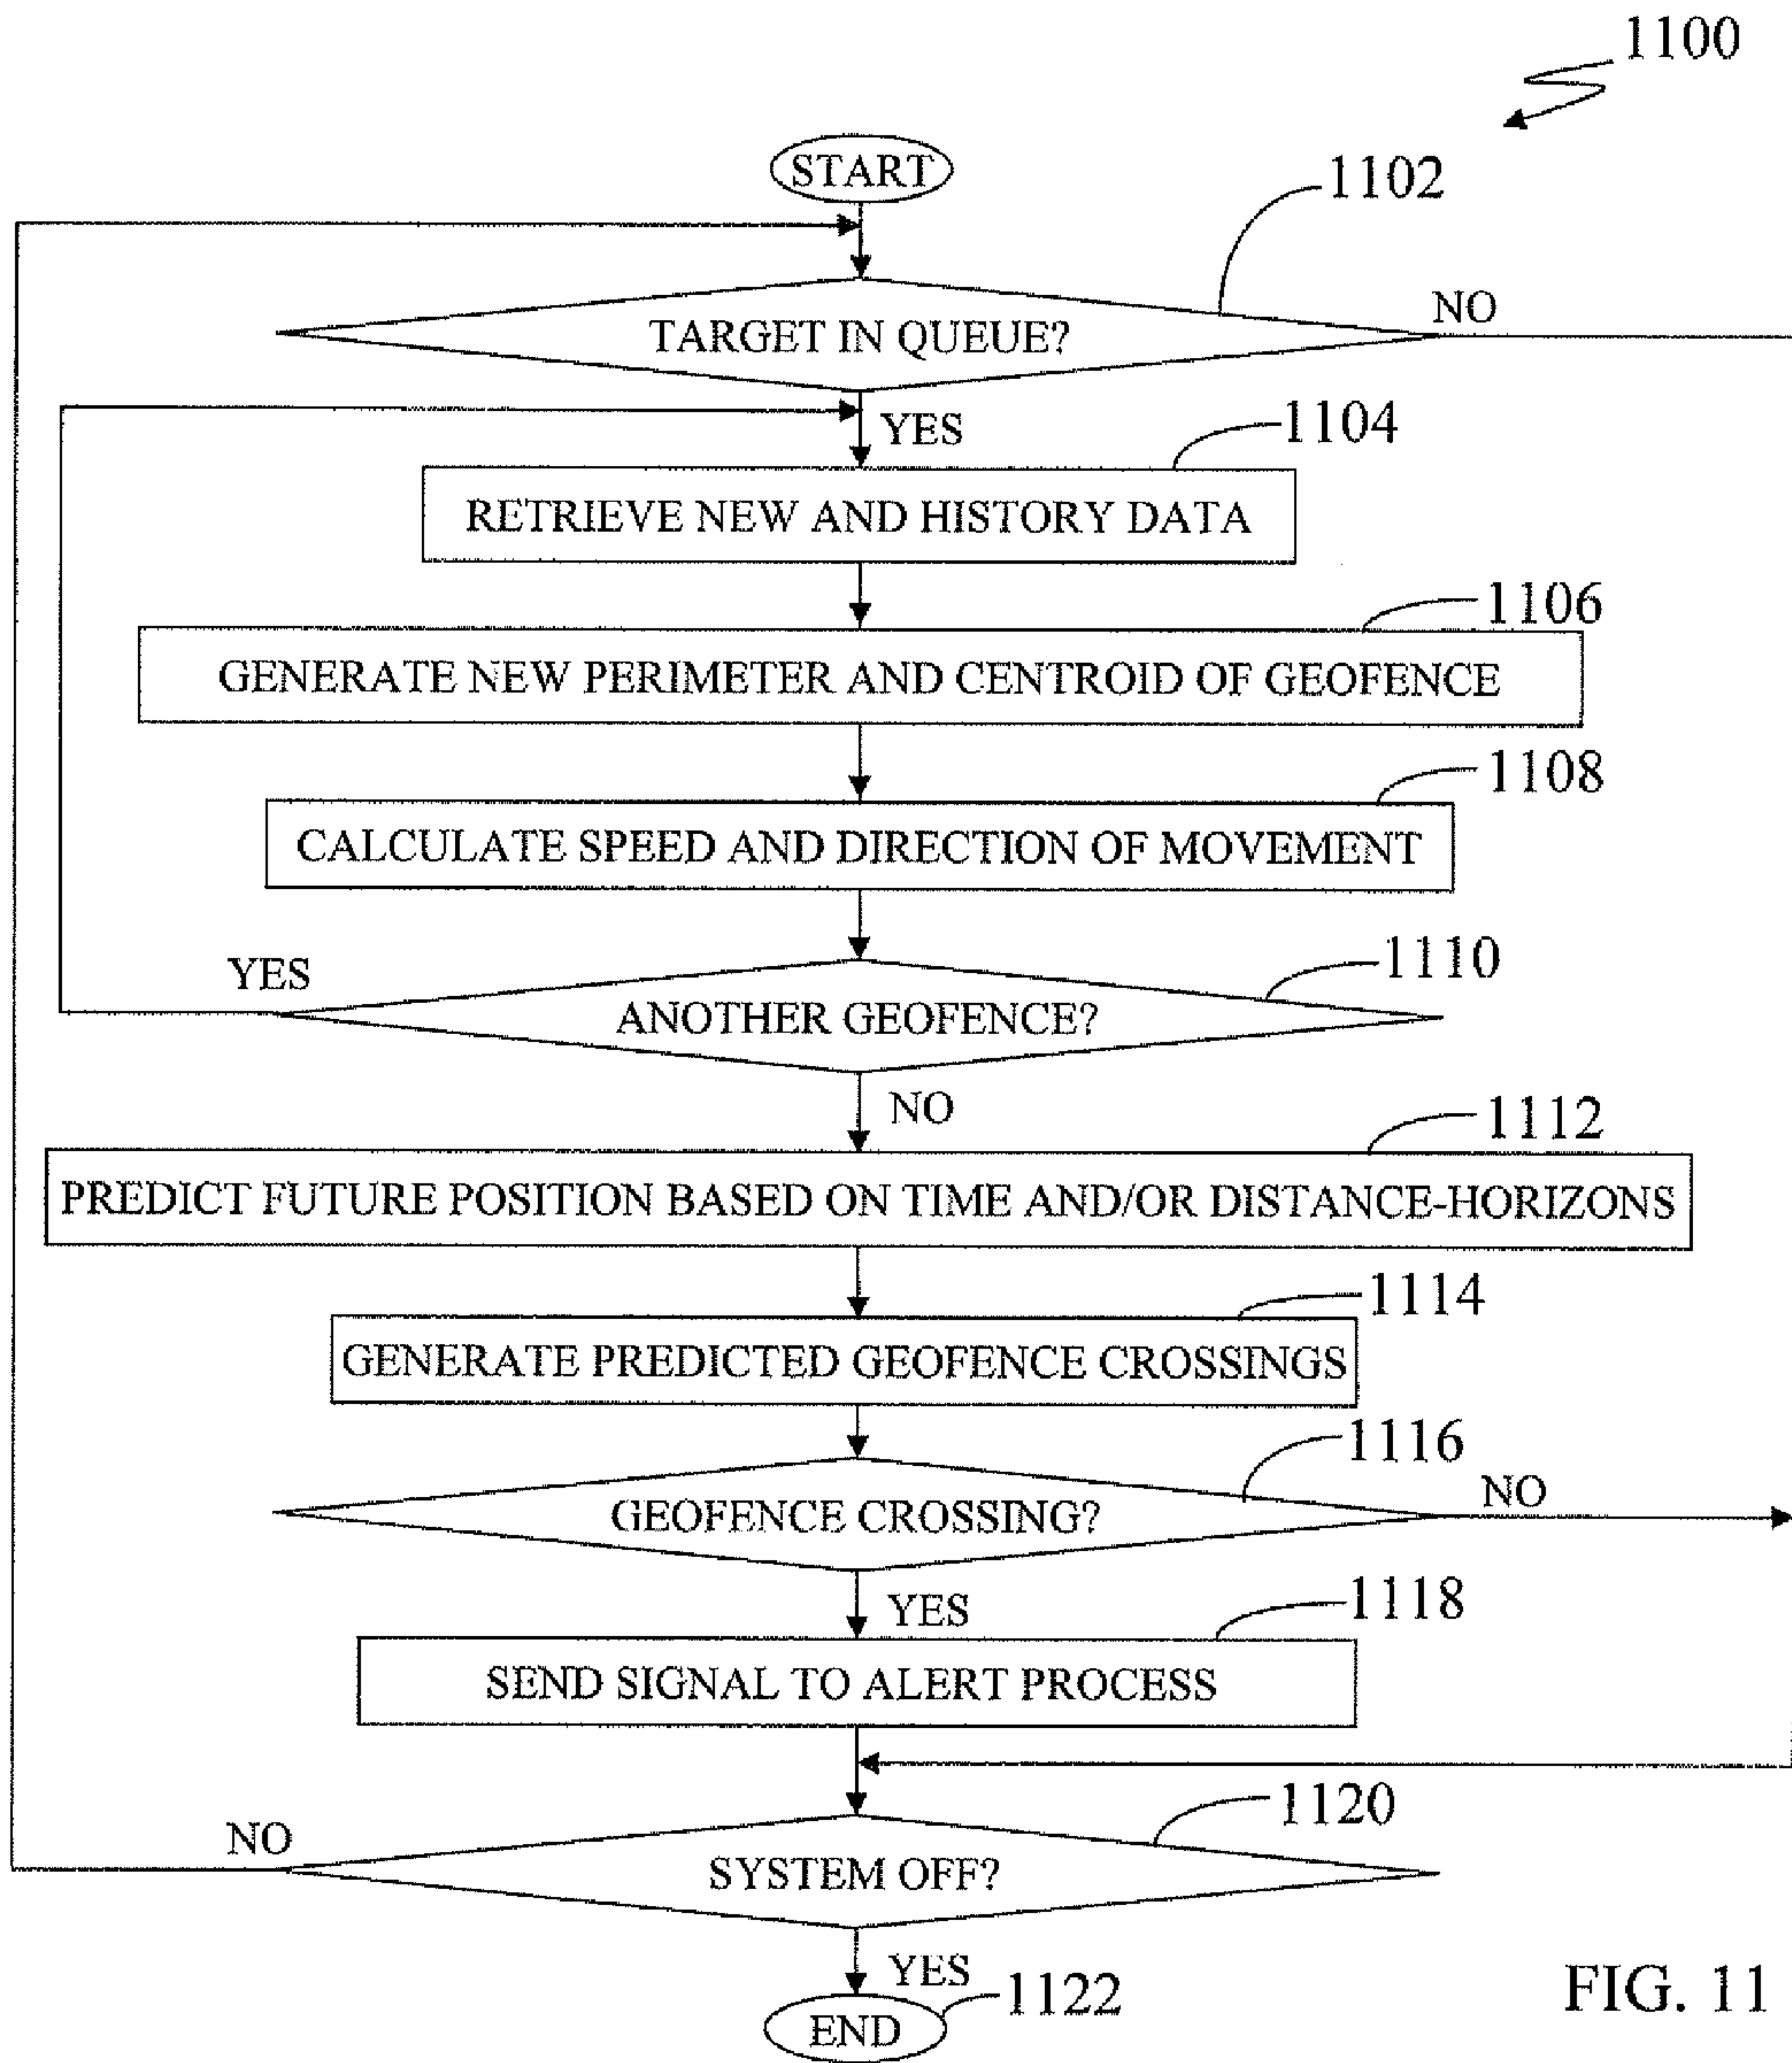 1100
START
1102
TARGET IN QUEUE?
NO
YES
1104
RETRIEVE NEW AND HISTORY DATA
1106
GENERATE NEW PERIMETER AND CENTROID OF GEOFENCE
1108
CALCULATE SPEED AND DIRECTION OF MOVEMENT
YES
1110
ANOTHER GEOFENCE?
NO
1112
PREDICT FUTURE POSITION BASED ON TIME AND/OR DISTANCE-HORIZONS
1114
GENERATE PREDICTED GEOFENCE CROSSINGS
1116
GEOFENCE CROSSING?
NO
YES
1118
SEND SIGNAL TO ALERT PROCESS
1120
NO
SYSTEM OFF?
YES
1122
END
FIG. 11